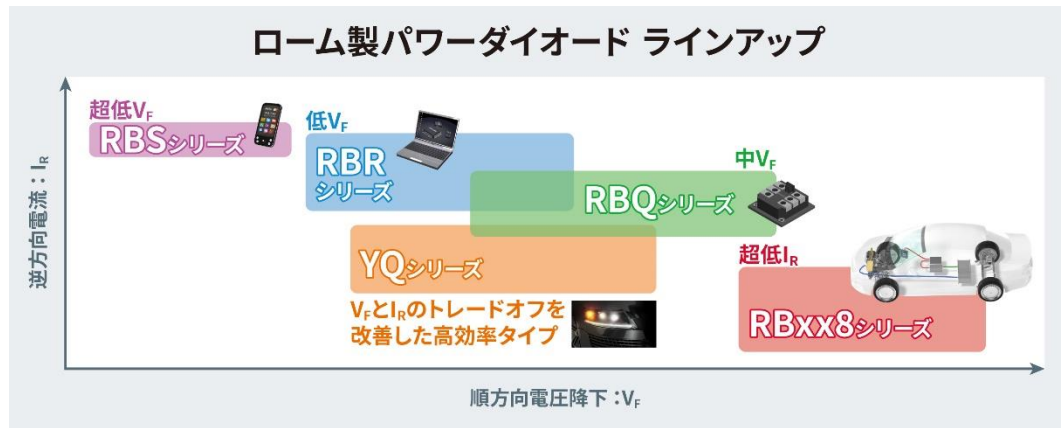 ローム製パワーダイオード ラインアップ
逆方向電流：IR
超低VF
RBSシリーズ
低VF
RBR
シリーズ
中VF
RBQシリーズ
YQシリーズ
VFとIRのトレードオフを
改善した高効率タイプ
超低IR
RBxx8シリーズ
順方向電圧降下：VF